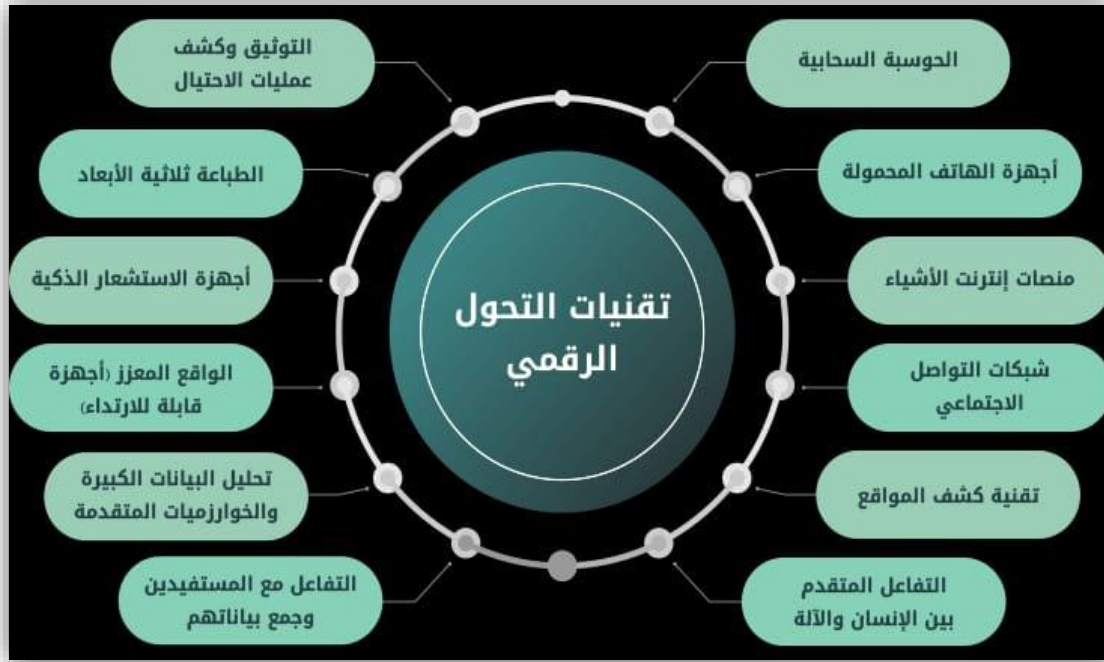 تقنيات التحول
الرقمي
الحوسبة السحابية
أجهزة الهاتف المحمولة
منصات إنترنت الأشياء
شبكات التواصل
الاجتماعي
تقنية كشف المواقع
التفاعل المتقدم
بين الإنسان والآلة
التوثيق وكشف
عمليات الاحتيال
الطباعة ثلاثية الأبعاد
أجهزة الاستشعار الذكية
الواقع المعزز (أجهزة
قابلة للارتداء)
تحليل البيانات الكبيرة
والخوارزميات المتقدمة
التفاعل مع المستفيدين
وجمع بياناتهم